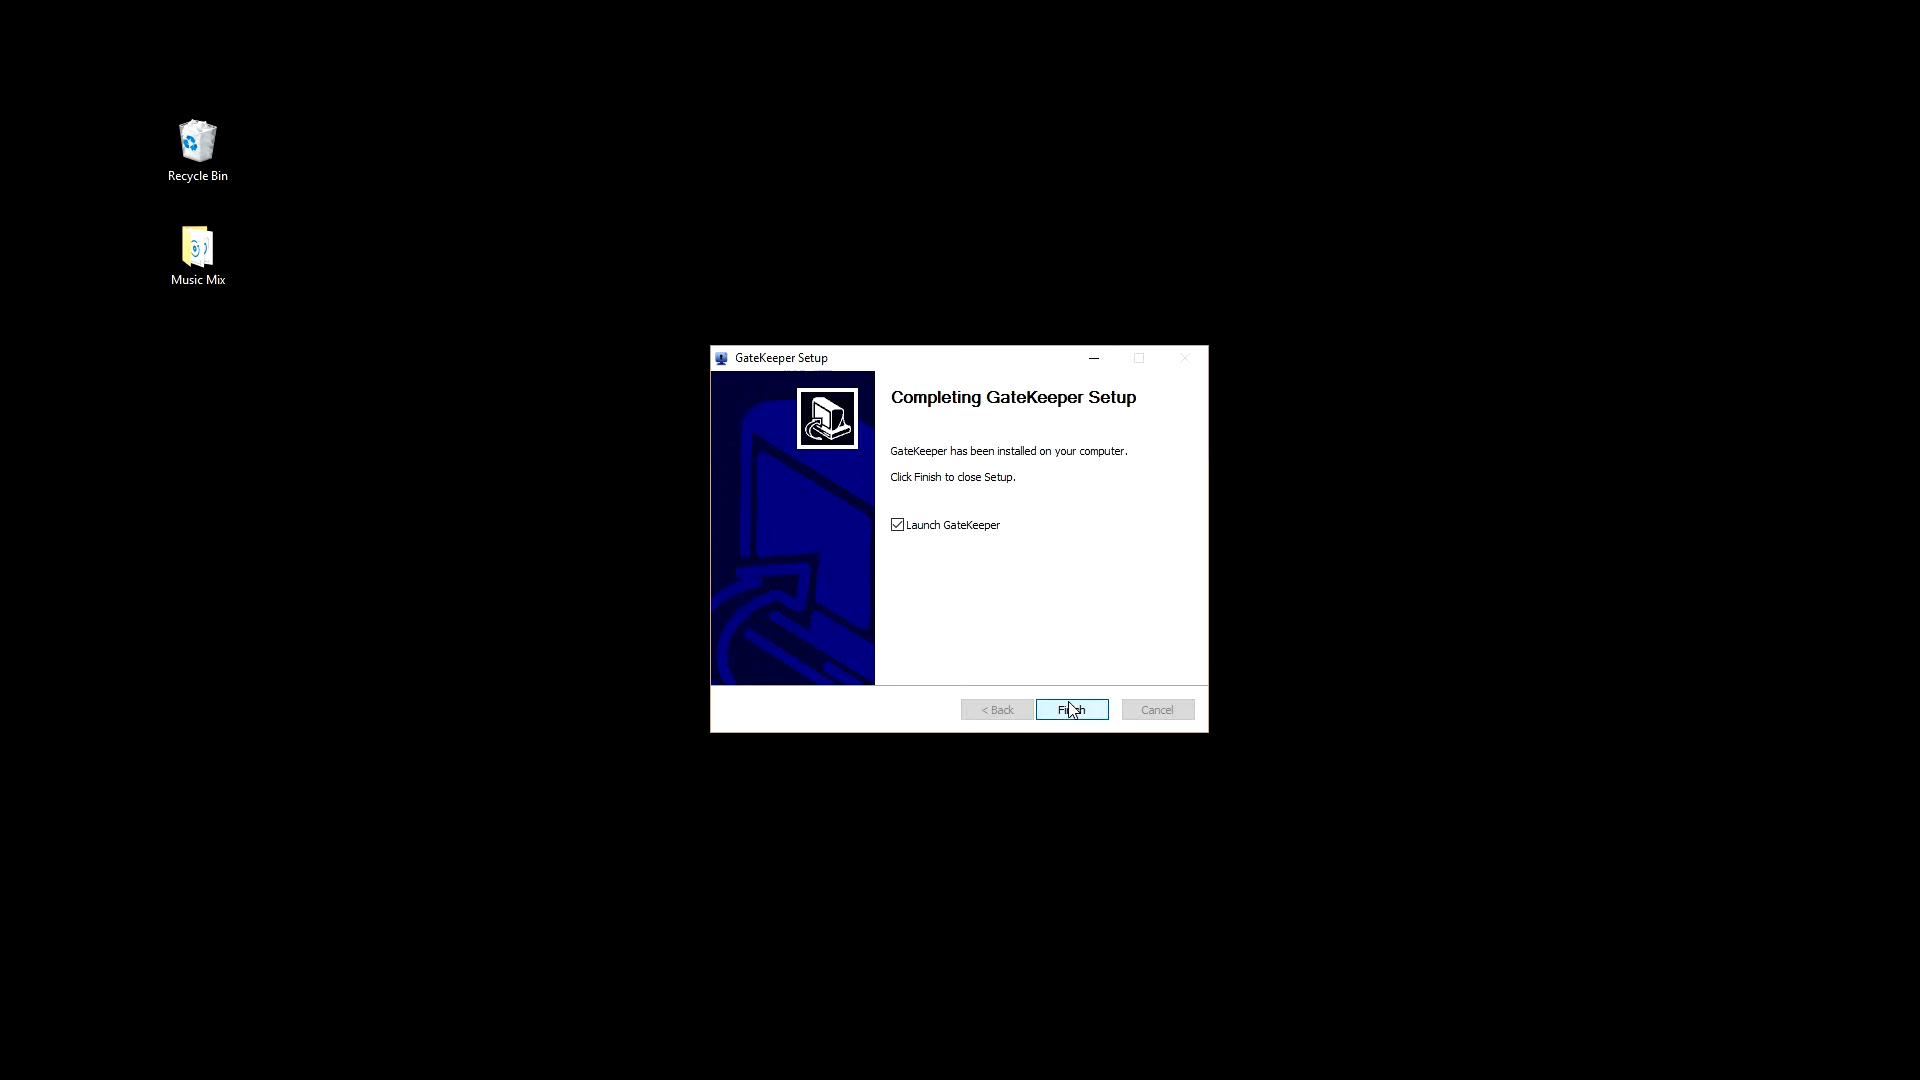 Recycle Bin
Music Mix
GateKeeper Setup
Completing GateKeeper Setup
GateKeeper has been installed on your computer.
Click Finish to close Setup.
Launch GateKeeper
< Back
Finish
Cancel